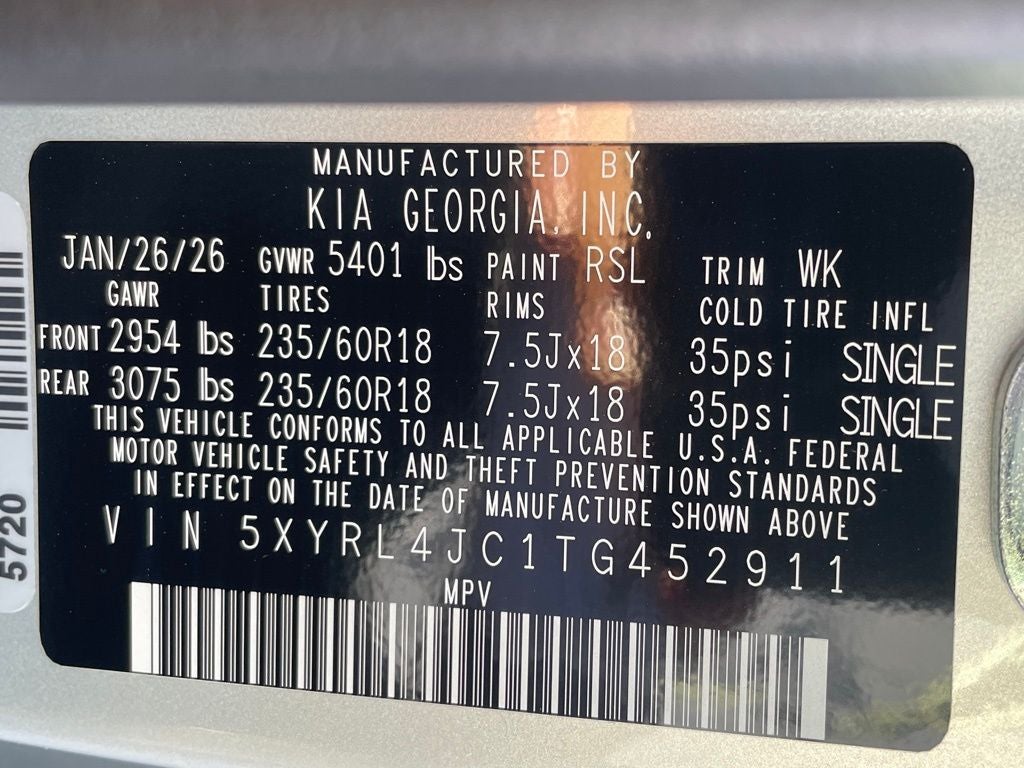 MANUFACTURED BY
KIA GEORGIA, INC.
JAN/26/26 GVWR 5401 lbs PAINT RSL TRIM WK
GAWR TIRES RIMS COLD TIRE INFL
FRONT 2954 lbs 235/60R18 7.5Jx18 35psi SINGLE
REAR 3075 lbs 235/60R18 7.5Jx18 35psi SINGLE
THIS VEHICLE CONFORMS TO ALL APPLICABLE U.S.A. FEDERAL
MOTOR VEHICLE SAFETY AND THEFT PREVENTION STANDARDS
IN EFFECT ON THE DATE OF MANUFACTURE SHOWN ABOVE
VIN 5XYRL4JC1TG452911
MPV
5720